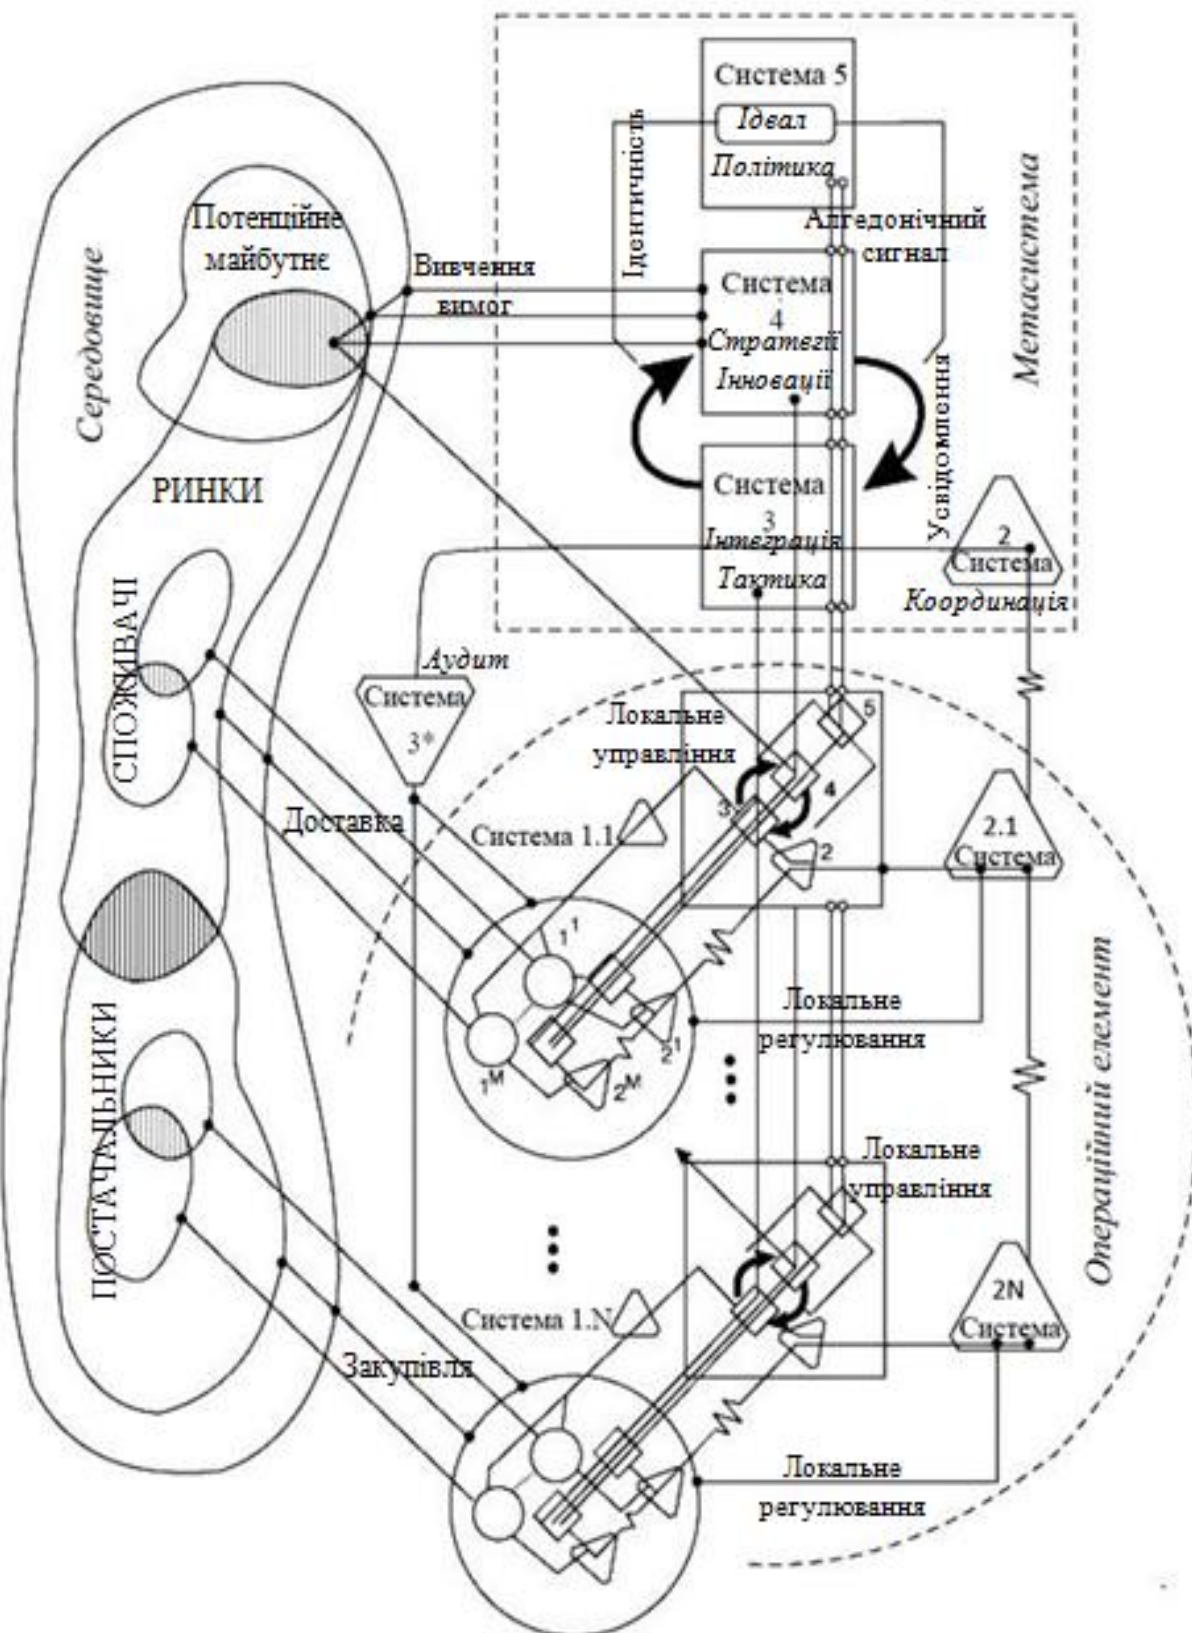 Система 5
Ідеал
Політика
Ідентичність
Алгедонічний
сигнал
Метасистема
Потенційне
майбутнє
Середовище
Вивчення
вимог
Система
4
Стратегії
Інновації
Усвідомлення
РИНКИ
Система
3
Інтеграція
Тактика
2
Система
Координація
СПОЖИВАЧІ
Аудит
Система
3*
Локальне
управління
5
4
3
2
Доставка
Система 1.1
2.1
Система
1¹
1ᴹ
2¹
2ᴹ
Локальне
регулювання
Операційний елемент
ПОСТАЧАЛЬНИКИ
Локальне
управління
Система 1.N
2N
Система
Закупівля
Локальне
регулювання